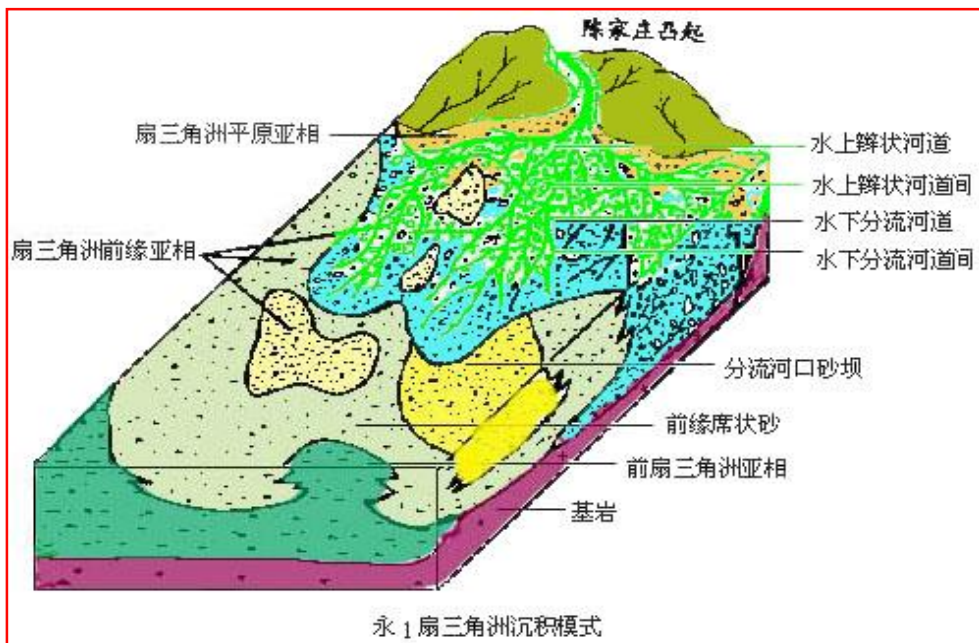 陈家庄凸起
扇三角洲平原亚相
水上辫状河道
水上辫状河道间
扇三角洲前缘亚相
水下分流河道
水下分流河道间
分流河口砂坝
前缘席状砂
前扇三角洲亚相
基岩
永1扇三角洲沉积模式